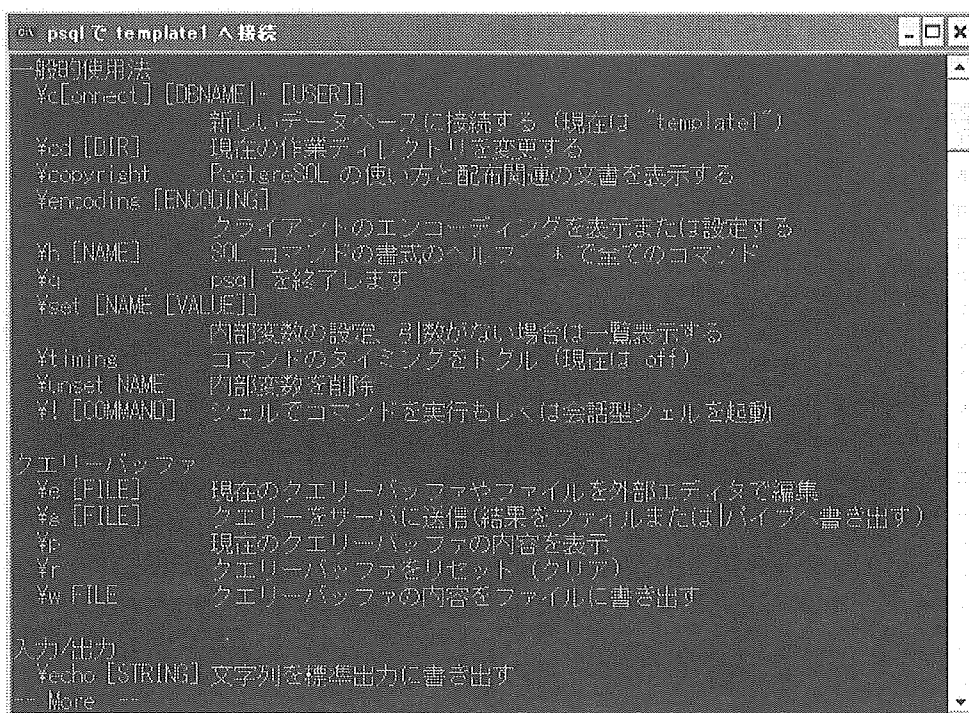 psql で template1 へ接続
一般的使用法
¥c[onnect] [DBNAME|- [USER]]
新しいデータベースに接続する (現在は "template1")
¥cd [DIR] 現在の作業ディレクトリを変更する
¥copyright PostgreSQL の使い方と配布関連の文書を表示する
¥encoding [ENCODING]
クライアントのエンコーディングを表示または設定する
¥h [NAME] SQL コマンドの書式のヘルプ、 * で全てのコマンド
¥q psql を終了します
¥set [NAME [VALUE]]
内部変数の設定、引数がない場合は一覧表示する
¥timing コマンドのタイミングをトグル (現在は off)
¥unset NAME 内部変数を削除
¥! [COMMAND] シェルでコマンドを実行もしくは会話型シェルを起動
クエリーバッファ
¥e [FILE] 現在のクエリーバッファやファイルを外部エディタで編集
¥g [FILE] クエリーをサーバに送信(結果をファイルまたは|パイプへ書き出す)
¥p 現在のクエリーバッファの内容を表示
¥r クエリーバッファをリセット (クリア)
¥w FILE クエリーバッファの内容をファイルに書き出す
入力/出力
¥echo [STRING] 文字列を標準出力に書き出す
-- More --